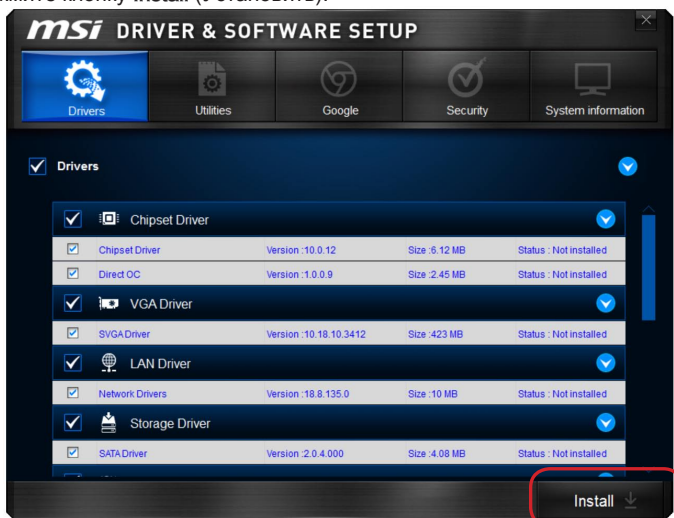 Install
msi DRIVER & SOFTWARE SETUP
Drivers Utilities Google Security System information
Drivers
Chipset Driver
Chipset Driver Version :10.0.12 Size :6.12 MB Status : Not installed
Direct OC Version :1.0.0.9 Size :2.45 MB Status : Not installed
VGA Driver
SVGA Driver Version :10.18.10.3412 Size :423 MB Status : Not installed
LAN Driver
Network Drivers Version :18.8.135.0 Size :10 MB Status : Not installed
Storage Driver
SATA Driver Version :2.0.4.000 Size :4.08 MB Status : Not installed
Install